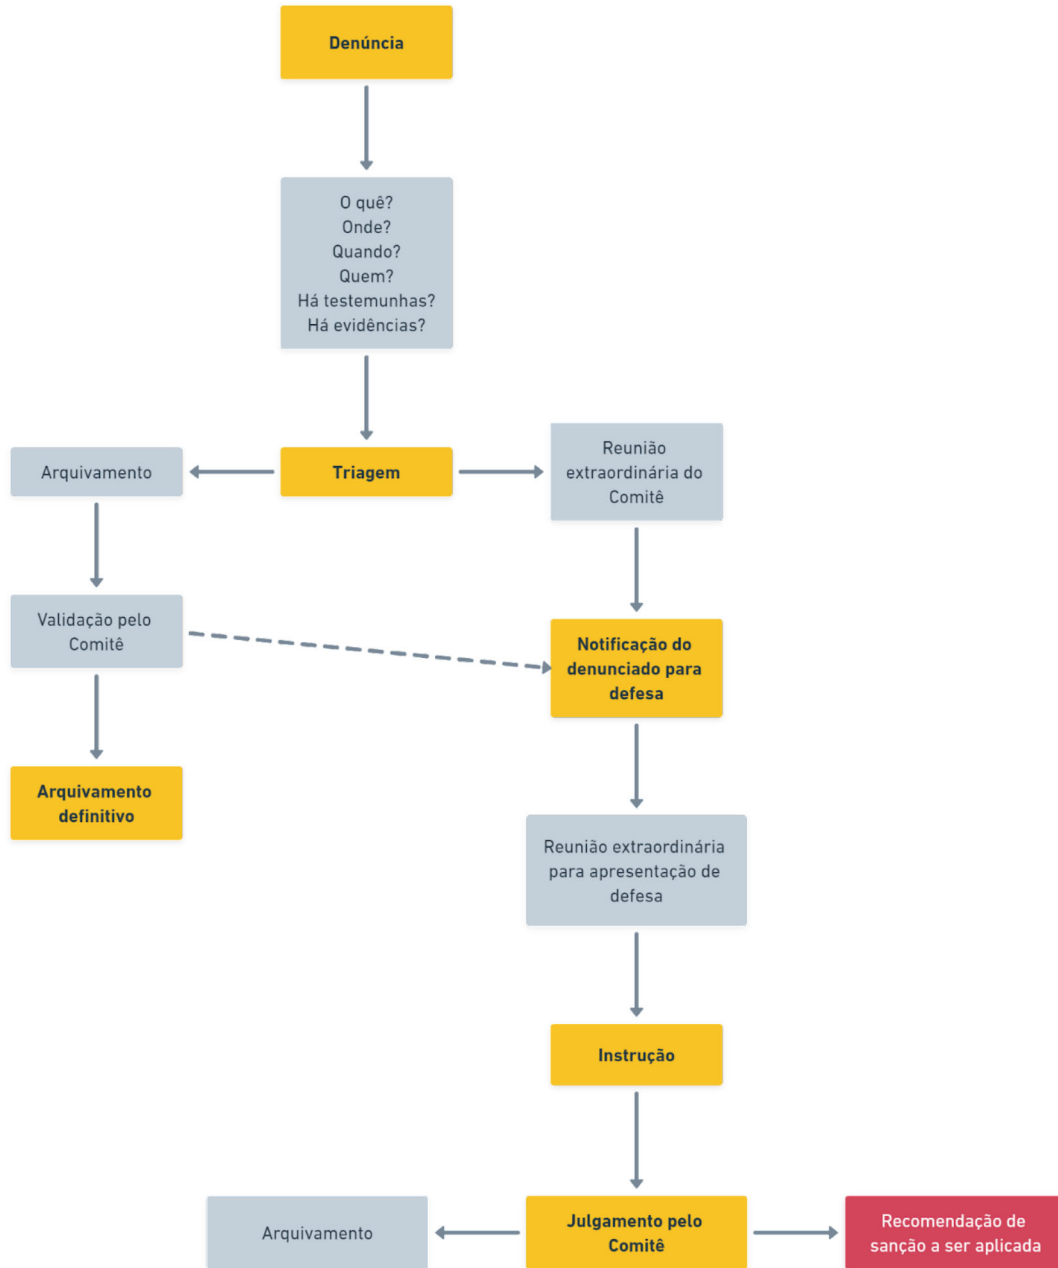 Denúncia
O quê?
Onde?
Quando?
Quem?
Há testemunhas?
Há evidências?
Arquivamento
Triagem
Reunião
extraordinária do
Comitê
Validação pelo
Comitê
Notificação do
denunciado para
defesa
Arquivamento
definitivo
Reunião extraordinária
para apresentação de
defesa
Instrução
Arquivamento
Julgamento pelo
Comitê
Recomendação de
sanção a ser aplicada